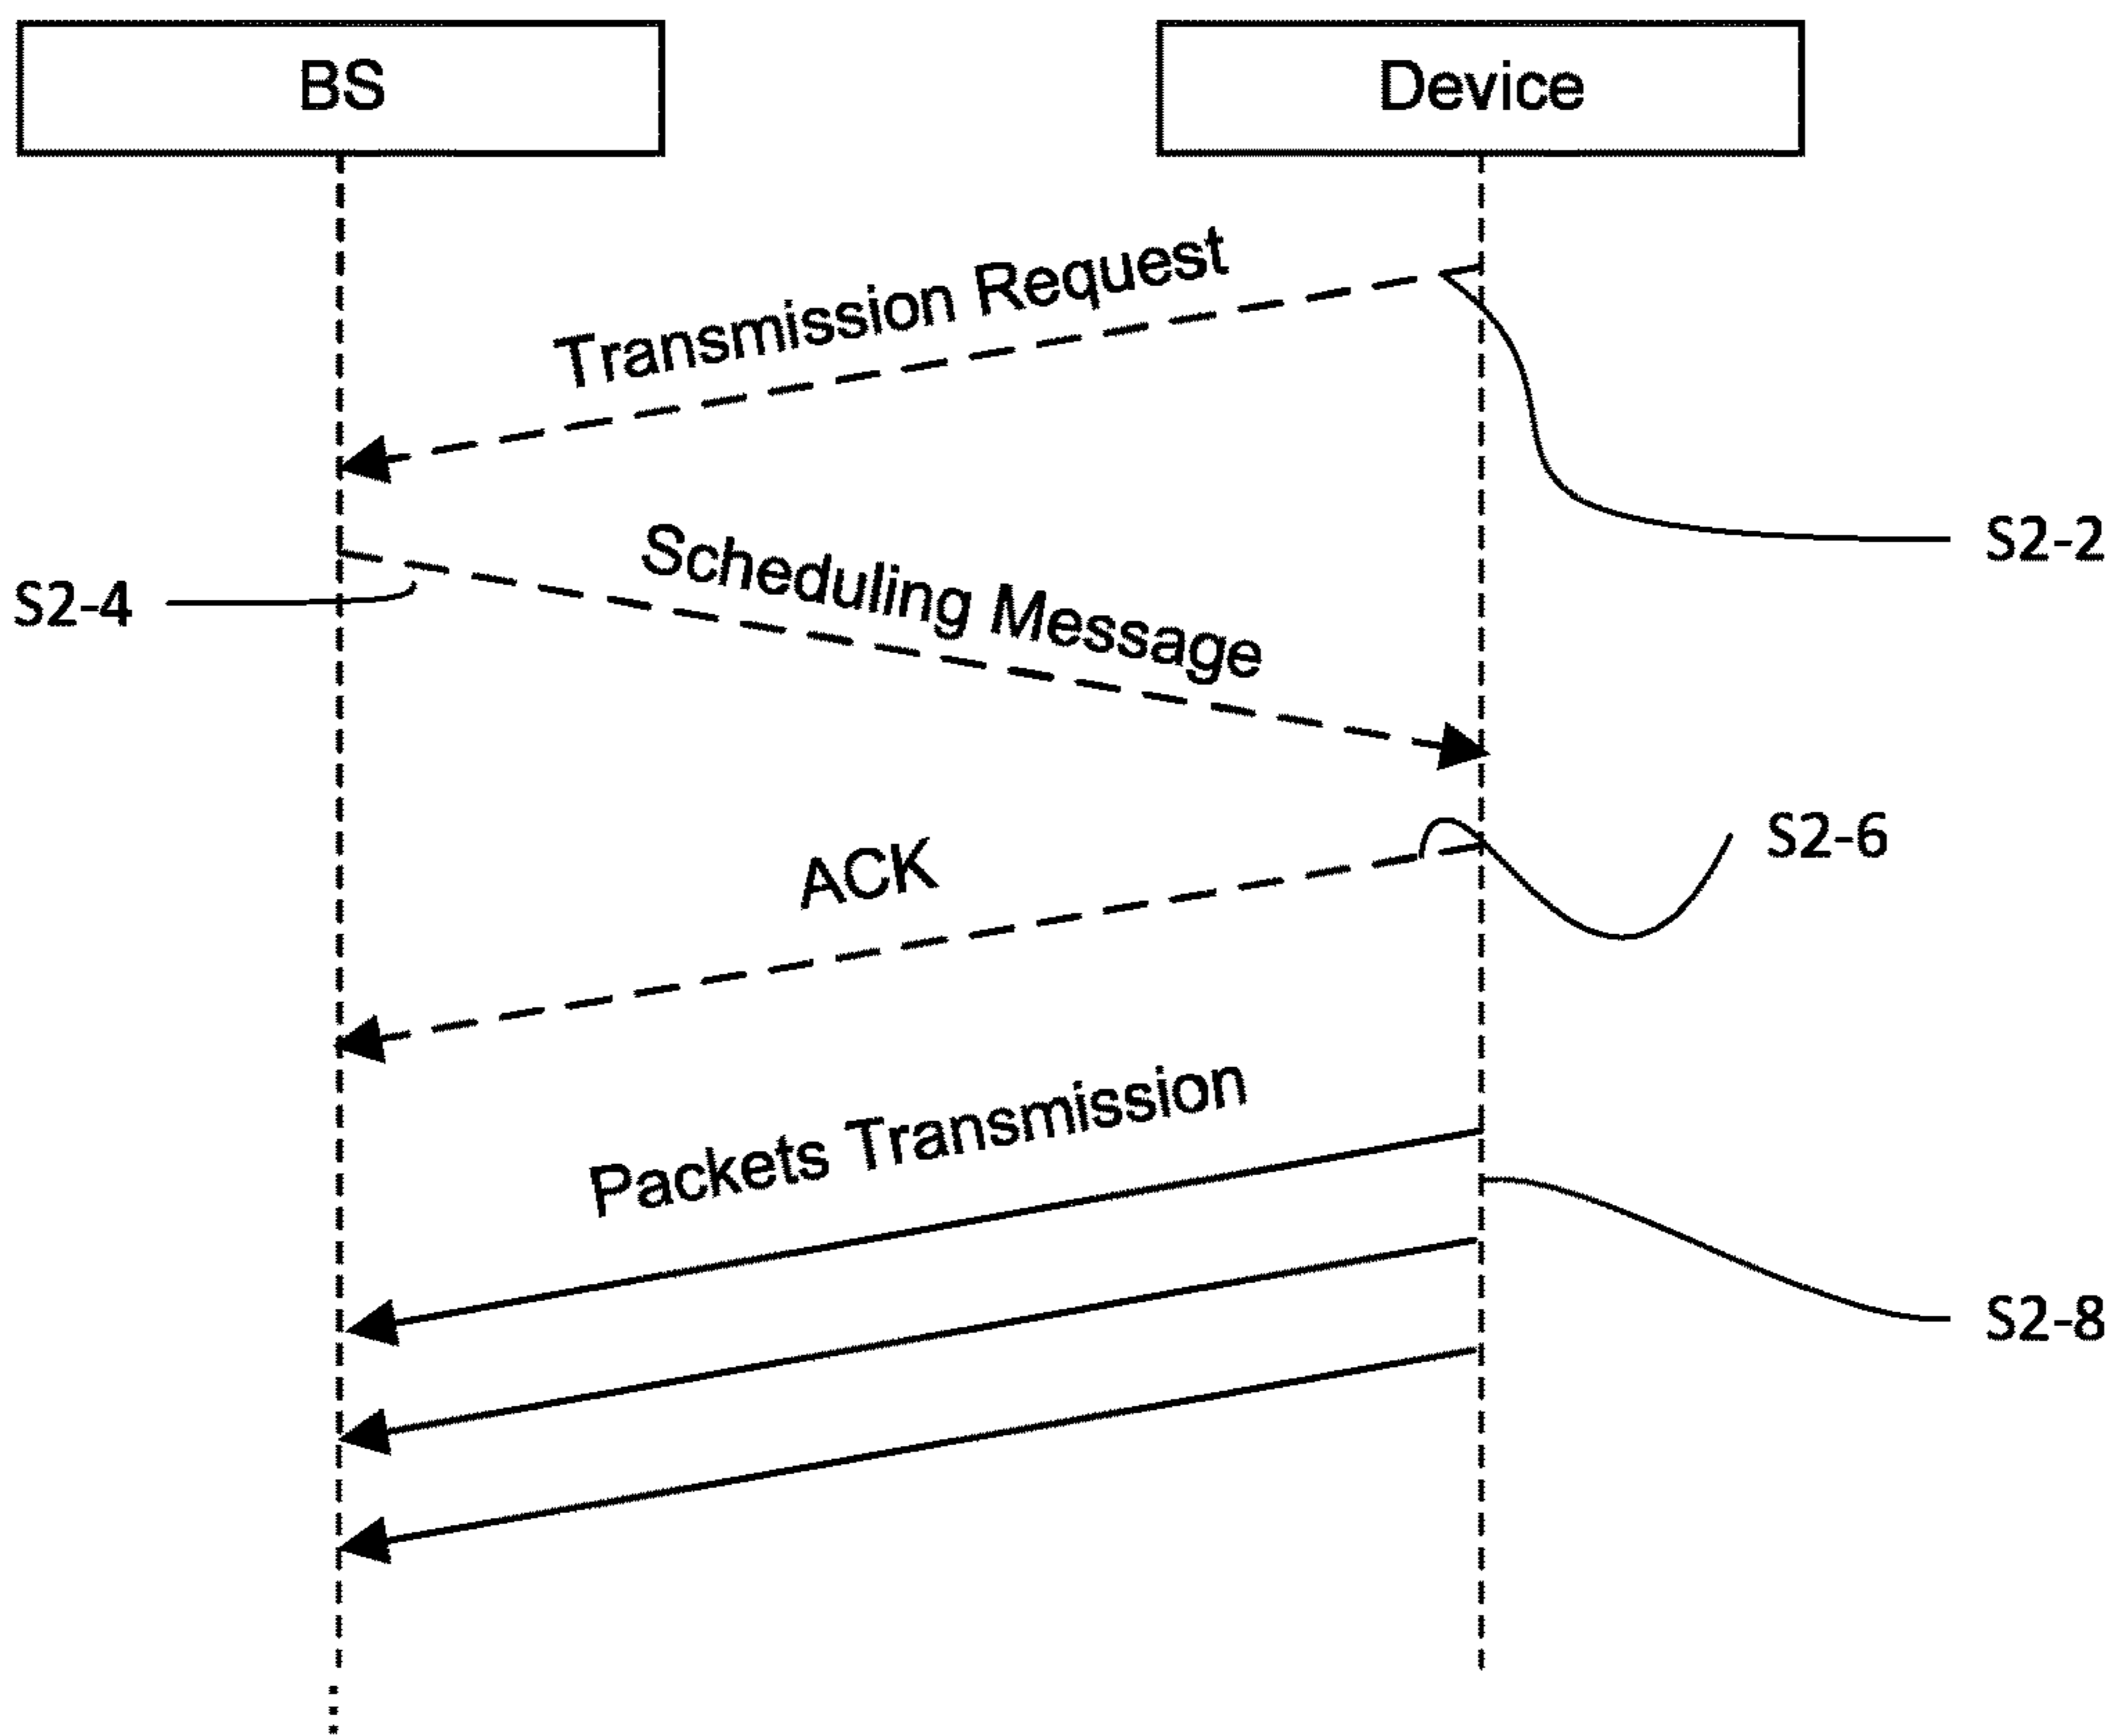 BS
Device
Transmission Request
S2-2
Scheduling Message
S2-4
S2-6
ACK
Packets Transmission
S2-8